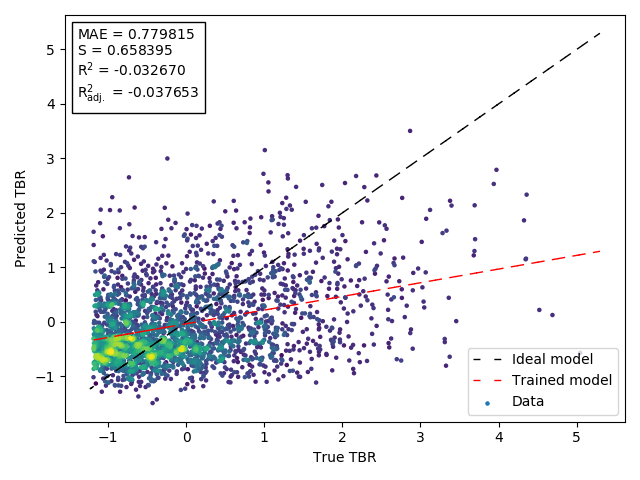 MAE = 0.779815
S = 0.658395
R² = -0.032670
R²adj. = -0.037653
5
4
3
2
1
0
−1
Predicted TBR
Ideal model
Trained model
Data
−1 0 1 2 3 4 5
True TBR